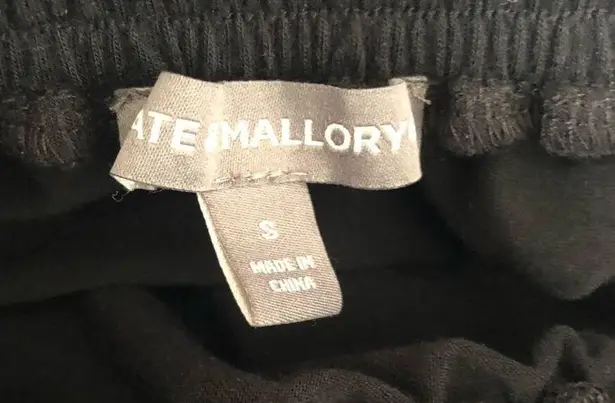 ATE & MALLORY
S
MADE IN
CHINA